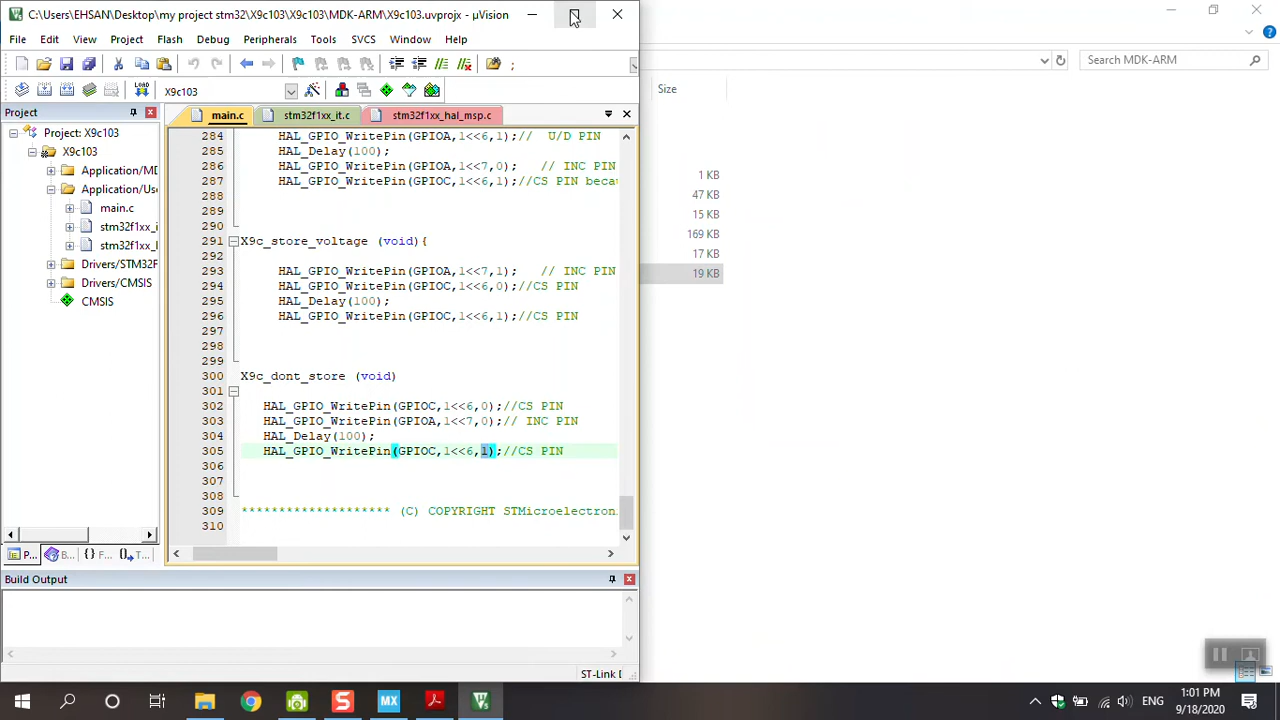 C:\Users\EHSAN\Desktop\my project stm32\X9c103\X9c103\MDK-ARM\X9c103.uvprojx - µVision
File Edit View Project Flash Debug Peripherals Tools SVCS Window Help
X9c103
Project
Project: X9c103
X9c103
Application/MD
Application/Use
main.c
stm32f1xx_i
stm32f1xx_l
Drivers/STM32F
Drivers/CMSIS
CMSIS
P... B... {} F... T...
main.c stm32f1xx_it.c stm32f1xx_hal_msp.c
284 HAL_GPIO_WritePin(GPIOA,1<<6,1);// U/D PIN
285 HAL_Delay(100);
286 HAL_GPIO_WritePin(GPIOA,1<<7,0); // INC PIN
287 HAL_GPIO_WritePin(GPIOC,1<<6,1);//CS PIN becau
288
289
290
291 X9c_store_voltage (void){
292
293 HAL_GPIO_WritePin(GPIOA,1<<7,1); // INC PIN
294 HAL_GPIO_WritePin(GPIOC,1<<6,0);//CS PIN
295 HAL_Delay(100);
296 HAL_GPIO_WritePin(GPIOC,1<<6,1);//CS PIN
297
298
299
300 X9c_dont_store (void)
301
302 HAL_GPIO_WritePin(GPIOC,1<<6,0);//CS PIN
303 HAL_GPIO_WritePin(GPIOA,1<<7,0);// INC PIN
304 HAL_Delay(100);
305 HAL_GPIO_WritePin(GPIOC,1<<6,1);//CS PIN
306
307
308
309 ******************** (C) COPYRIGHT STMicroelectroni
310
Build Output
ST-Link D
Search MDK-ARM
Size
1 KB
47 KB
15 KB
169 KB
17 KB
19 KB
ENG
1:01 PM
9/18/2020